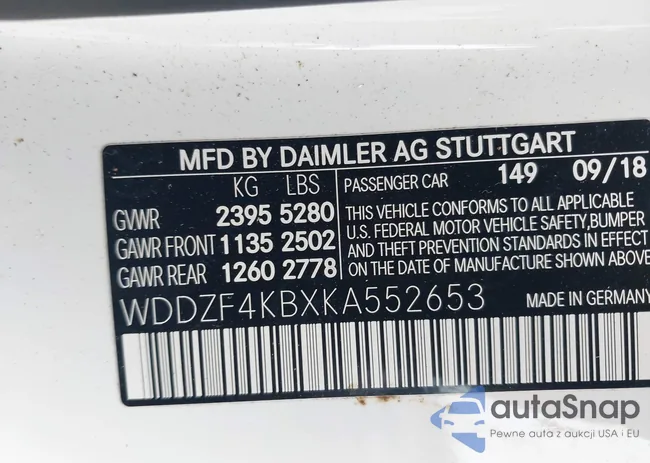 MFD BY DAIMLER AG STUTTGART
KG LBS
PASSENGER CAR 149 09/18
GVWR 2395 5280
GAWR FRONT 1135 2502
GAWR REAR 1260 2778
THIS VEHICLE CONFORMS TO ALL APPLICABLE
U.S. FEDERAL MOTOR VEHICLE SAFETY,BUMPER
AND THEFT PREVENTION STANDARDS IN EFFECT
ON THE DATE OF MANUFACTURE SHOWN ABOVE
WDDZF4KBXKA552653
MADE IN GERMANY
autaSnap
Pewne auta z aukcji USA i EU